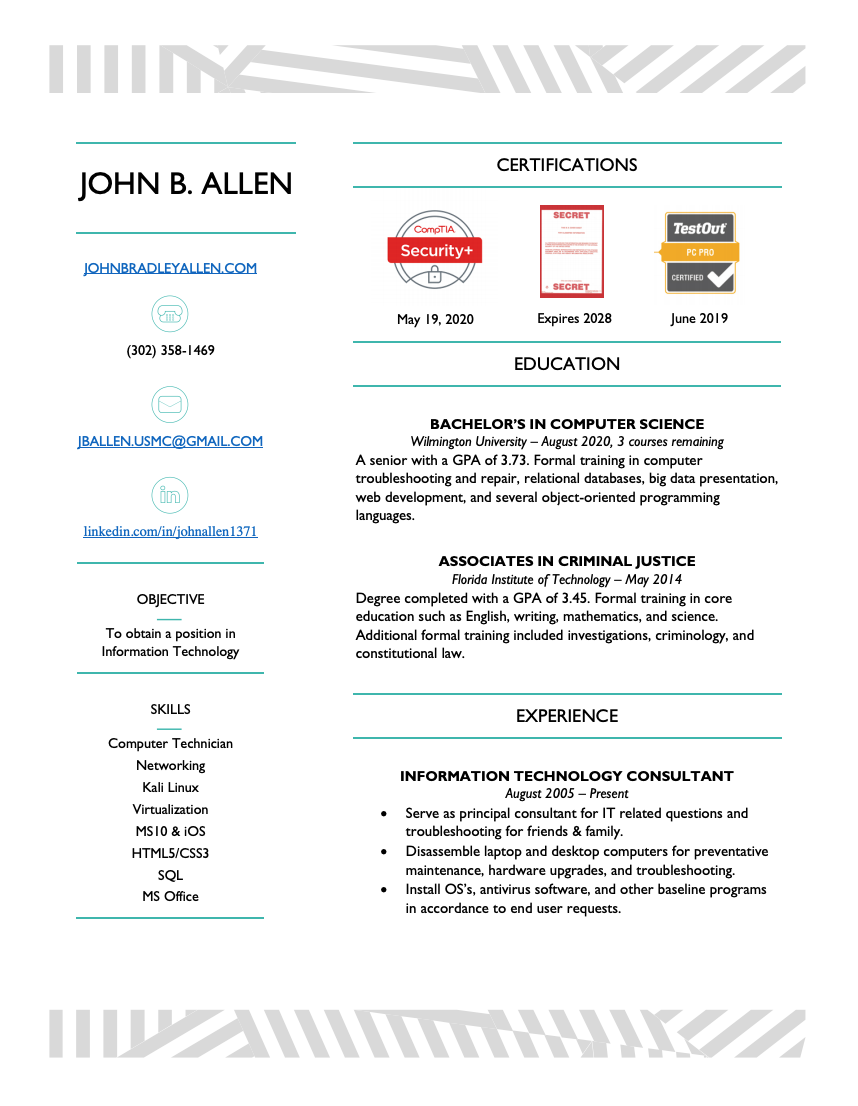 JOHN B. ALLEN
JOHNBRADLEYALLEN.COM
(302) 358-1469
JBALLEN.USMC@GMAIL.COM
in
linkedin.com/in/johnallen1371
OBJECTIVE
To obtain a position in
Information Technology
SKILLS
Computer Technician
Networking
Kali Linux
Virtualization
MS10 & iOS
HTML5/CSS3
SQL
MS Office
CERTIFICATIONS
CompTIA
Security+
May 19, 2020
SECRET
SECRET
Expires 2028
TestOut
PC PRO
CERTIFIED
June 2019
EDUCATION
BACHELOR'S IN COMPUTER SCIENCE
Wilmington University – August 2020, 3 courses remaining
A senior with a GPA of 3.73. Formal training in computer
troubleshooting and repair, relational databases, big data presentation,
web development, and several object-oriented programming
languages.
ASSOCIATES IN CRIMINAL JUSTICE
Florida Institute of Technology – May 2014
Degree completed with a GPA of 3.45. Formal training in core
education such as English, writing, mathematics, and science.
Additional formal training included investigations, criminology, and
constitutional law.
EXPERIENCE
INFORMATION TECHNOLOGY CONSULTANT
August 2005 – Present
• Serve as principal consultant for IT related questions and
troubleshooting for friends & family.
• Disassemble laptop and desktop computers for preventative
maintenance, hardware upgrades, and troubleshooting.
• Install OS's, antivirus software, and other baseline programs
in accordance to end user requests.